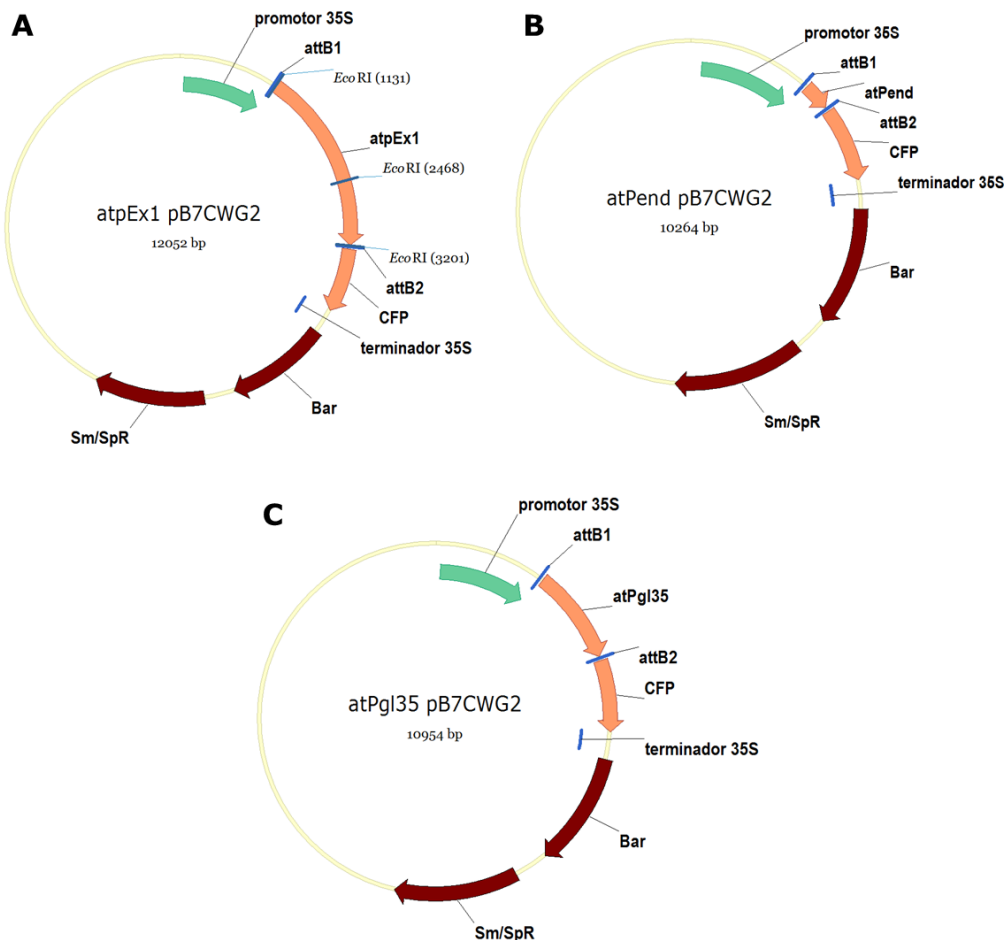 A
promotor 35S
attB1
EcoRI (1131)
atpEx1
EcoRI (2468)
atpEx1 pB7CWG2
12052 bp
EcoRI (3201)
attB2
CFP
terminador 35S
Bar
Sm/SpR
B
promotor 35S
attB1
atPend
attB2
CFP
terminador 35S
atPend pB7CWG2
10264 bp
Bar
Sm/SpR
C
promotor 35S
attB1
atPgl35
attB2
CFP
atPgl35 pB7CWG2
10954 bp
terminador 35S
Bar
Sm/SpR